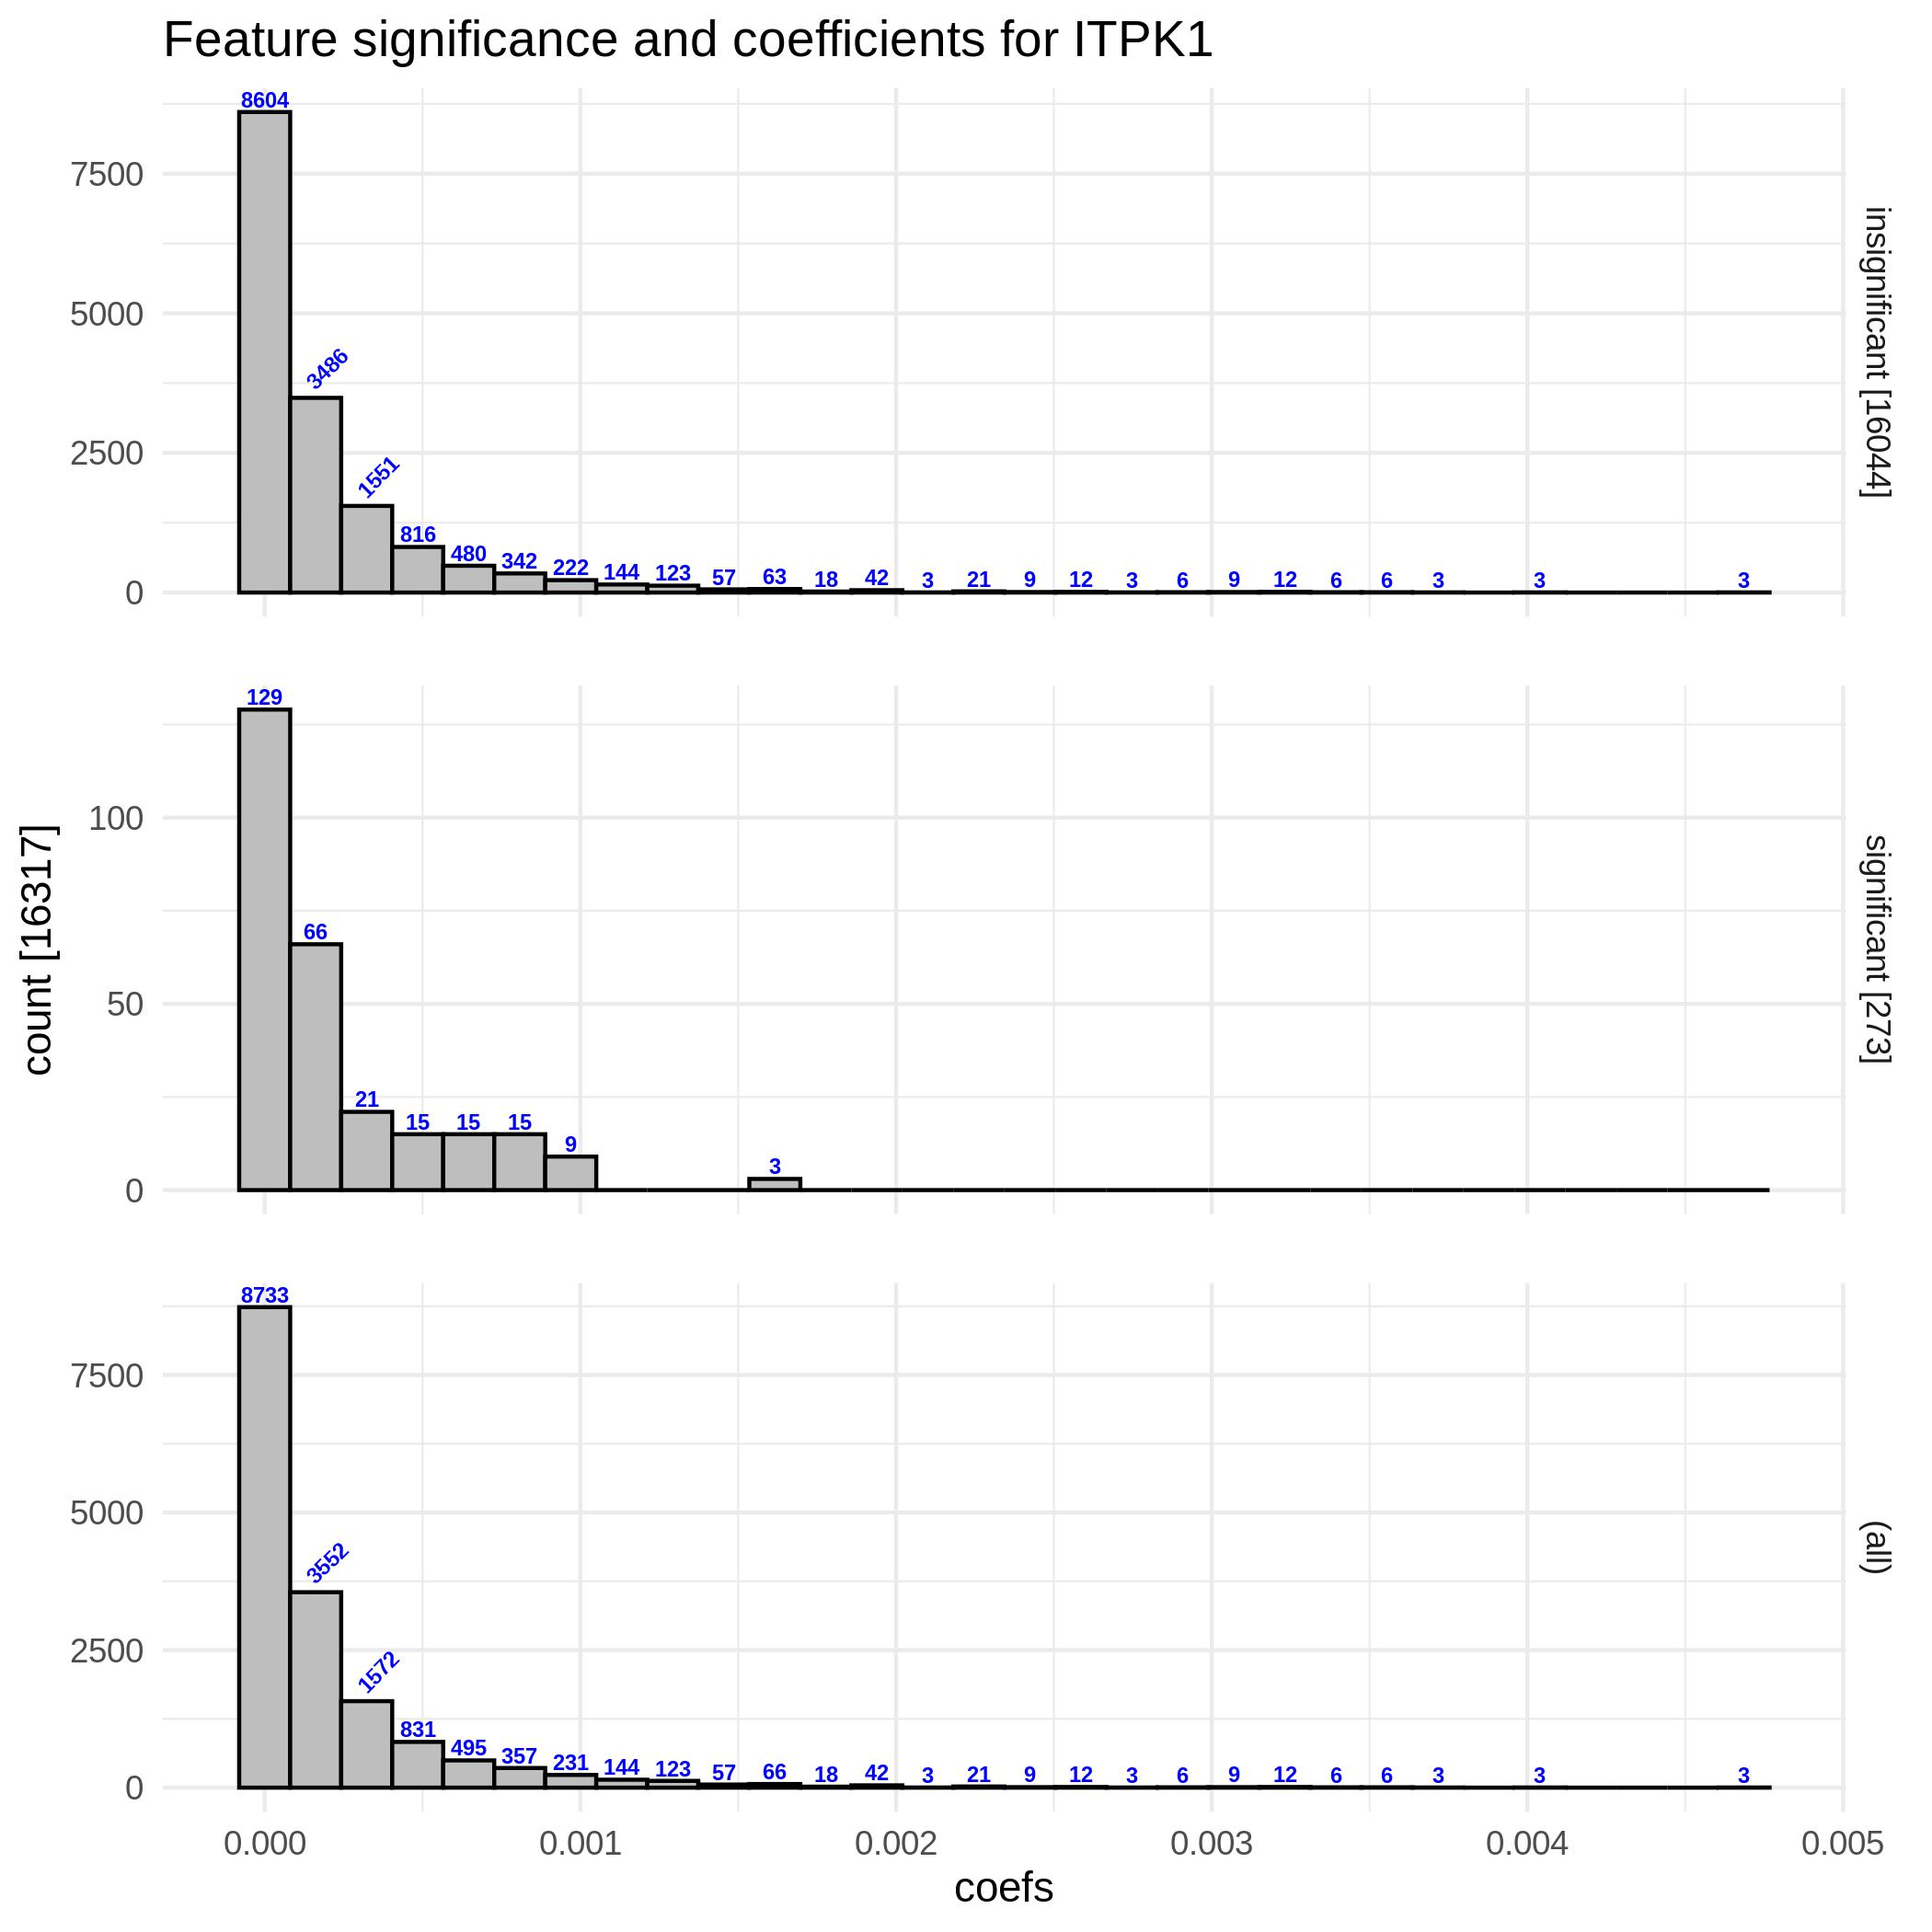 Feature significance and coefficients for ITPK1
8604
7500
5000
3486
2500
1551
816
480 342 222 144 123 57 63 18 42 3 21 9 12 3 6 9 12 6 6 3 3 3
0
insignificant [16044]
129
100
66
50
21
15 15 15
9
3
0
count [16317]
significant [273]
8733
7500
5000
3552
2500
1572
831
495 357 231 144 123 57 66 18 42 3 21 9 12 3 6 9 12 6 6 3 3 3
0
(all)
0.000 0.001 0.002 0.003 0.004 0.005
coefs